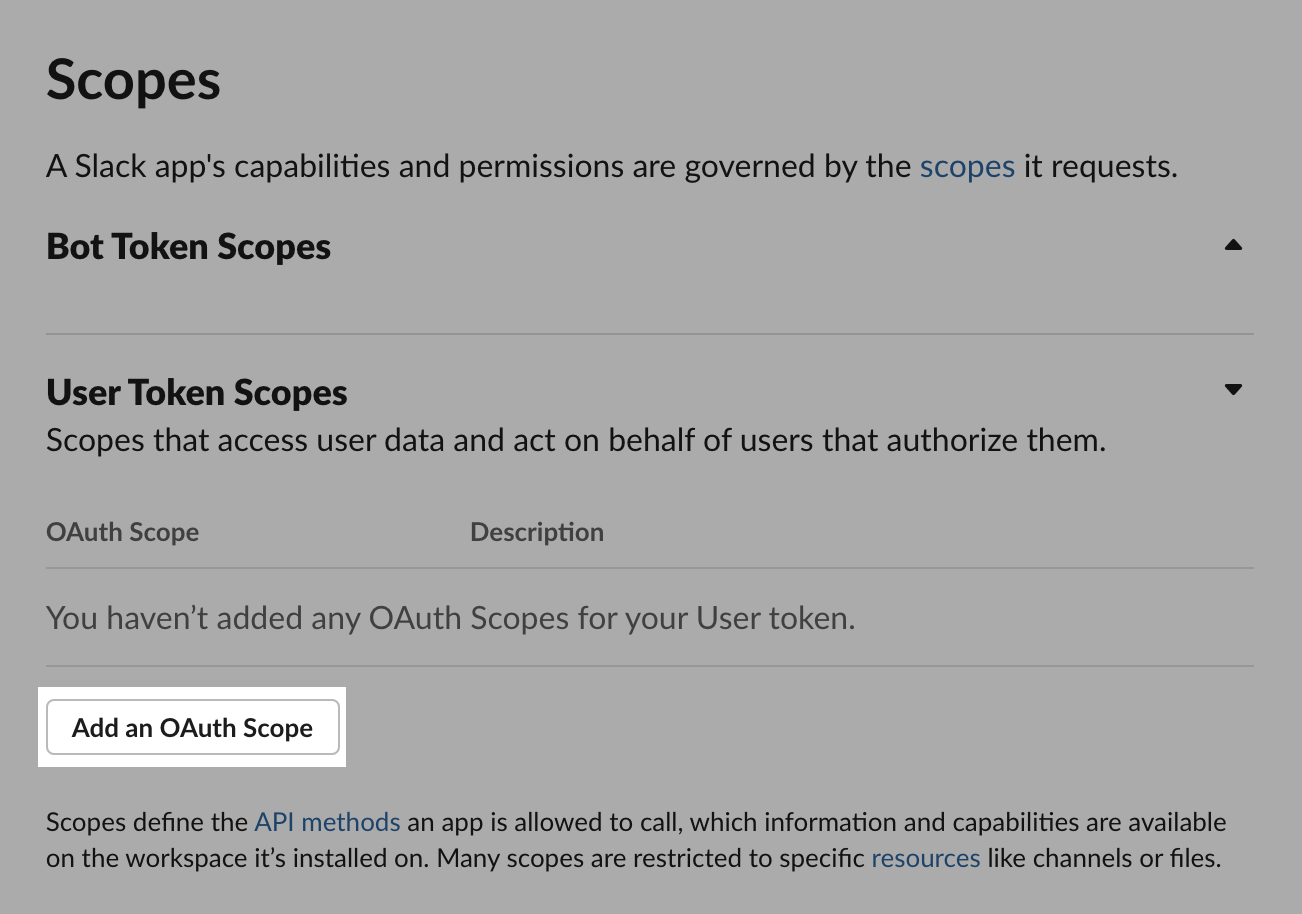 Scopes
A Slack app's capabilities and permissions are governed by the scopes it requests.
Bot Token Scopes
User Token Scopes
Scopes that access user data and act on behalf of users that authorize them.
OAuth Scope Description
You haven’t added any OAuth Scopes for your User token.
Add an OAuth Scope
Scopes define the API methods an app is allowed to call, which information and capabilities are available
on the workspace it’s installed on. Many scopes are restricted to specific resources like channels or files.